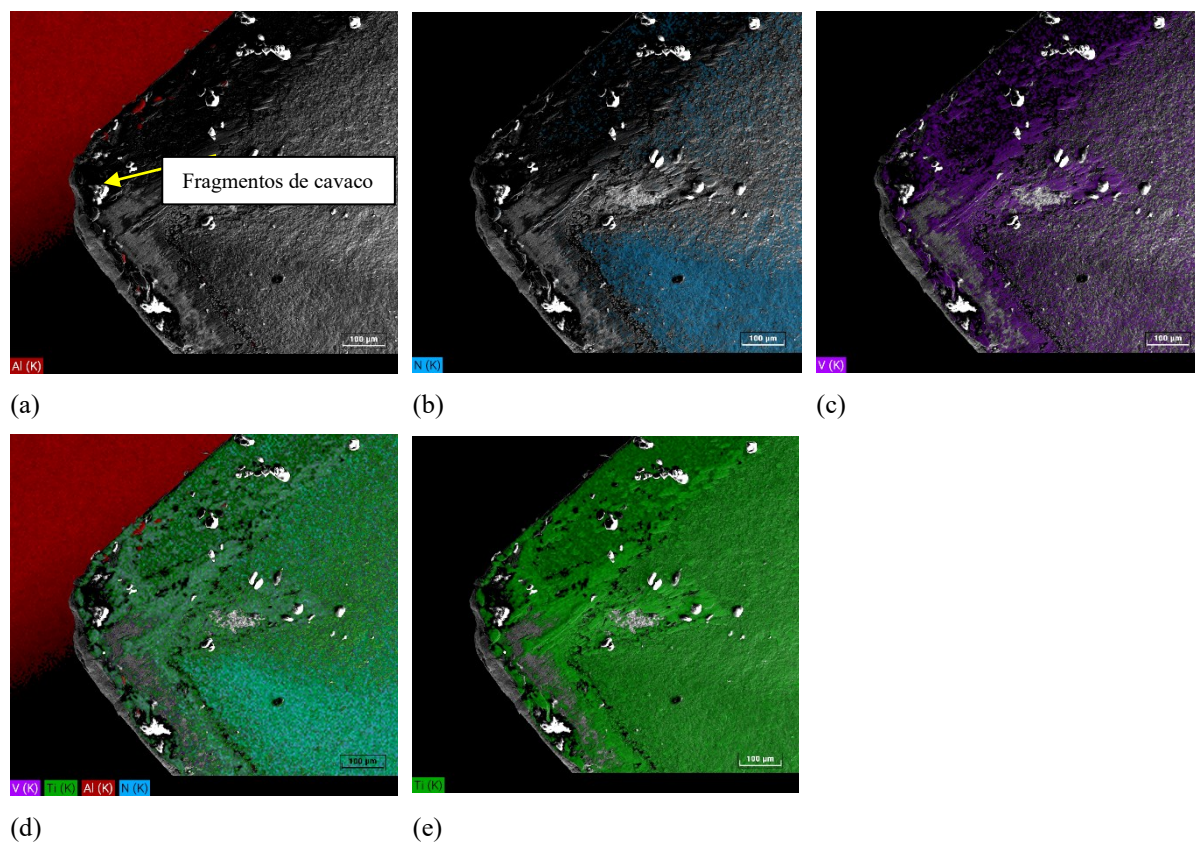 Fragmentos de cavaco
100 µm
Al (K)
100 µm
N (K)
100 µm
V (K)
(a)
(b)
(c)
100 µm
V (K) Ti (K) Al (K) N (K)
100 µm
Ti (K)
(d)
(e)